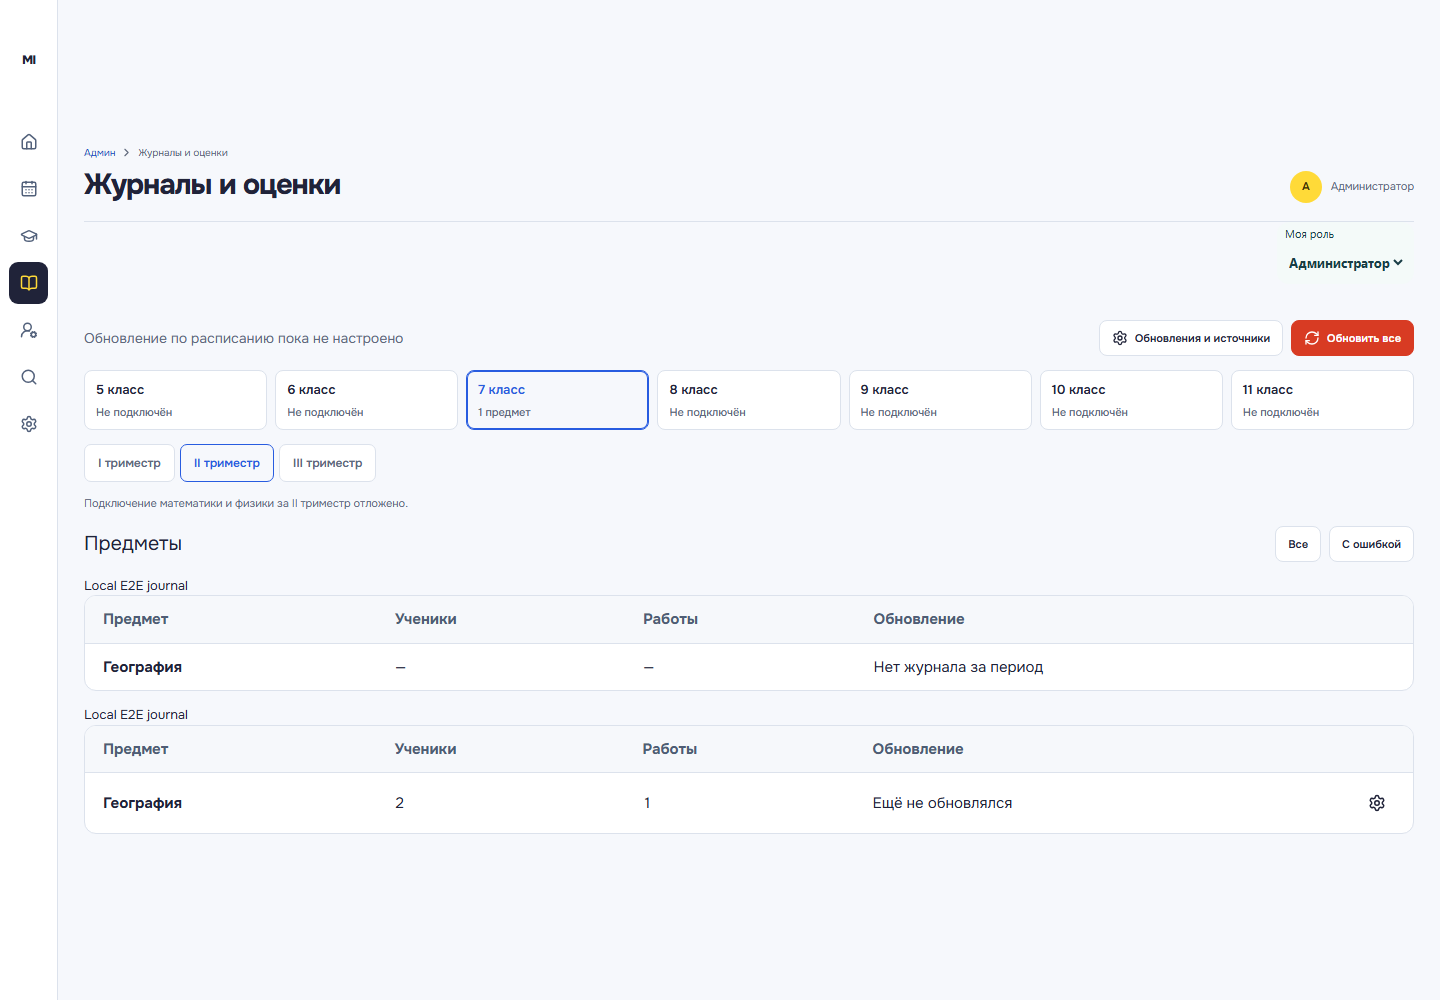 MI
Админ > Журналы и оценки
Журналы и оценки
А Администратор
Моя роль
Администратор
Обновление по расписанию пока не настроено
Обновления и источники
Обновить все
5 класс
Не подключён
6 класс
Не подключён
7 класс
1 предмет
8 класс
Не подключён
9 класс
Не подключён
10 класс
Не подключён
11 класс
Не подключён
I триместр
II триместр
III триместр
Подключение математики и физики за II триместр отложено.
Предметы
Все
С ошибкой
Local E2E journal
Предмет Ученики Работы Обновление
География — — Нет журнала за период
Local E2E journal
Предмет Ученики Работы Обновление
География 2 1 Ещё не обновлялся